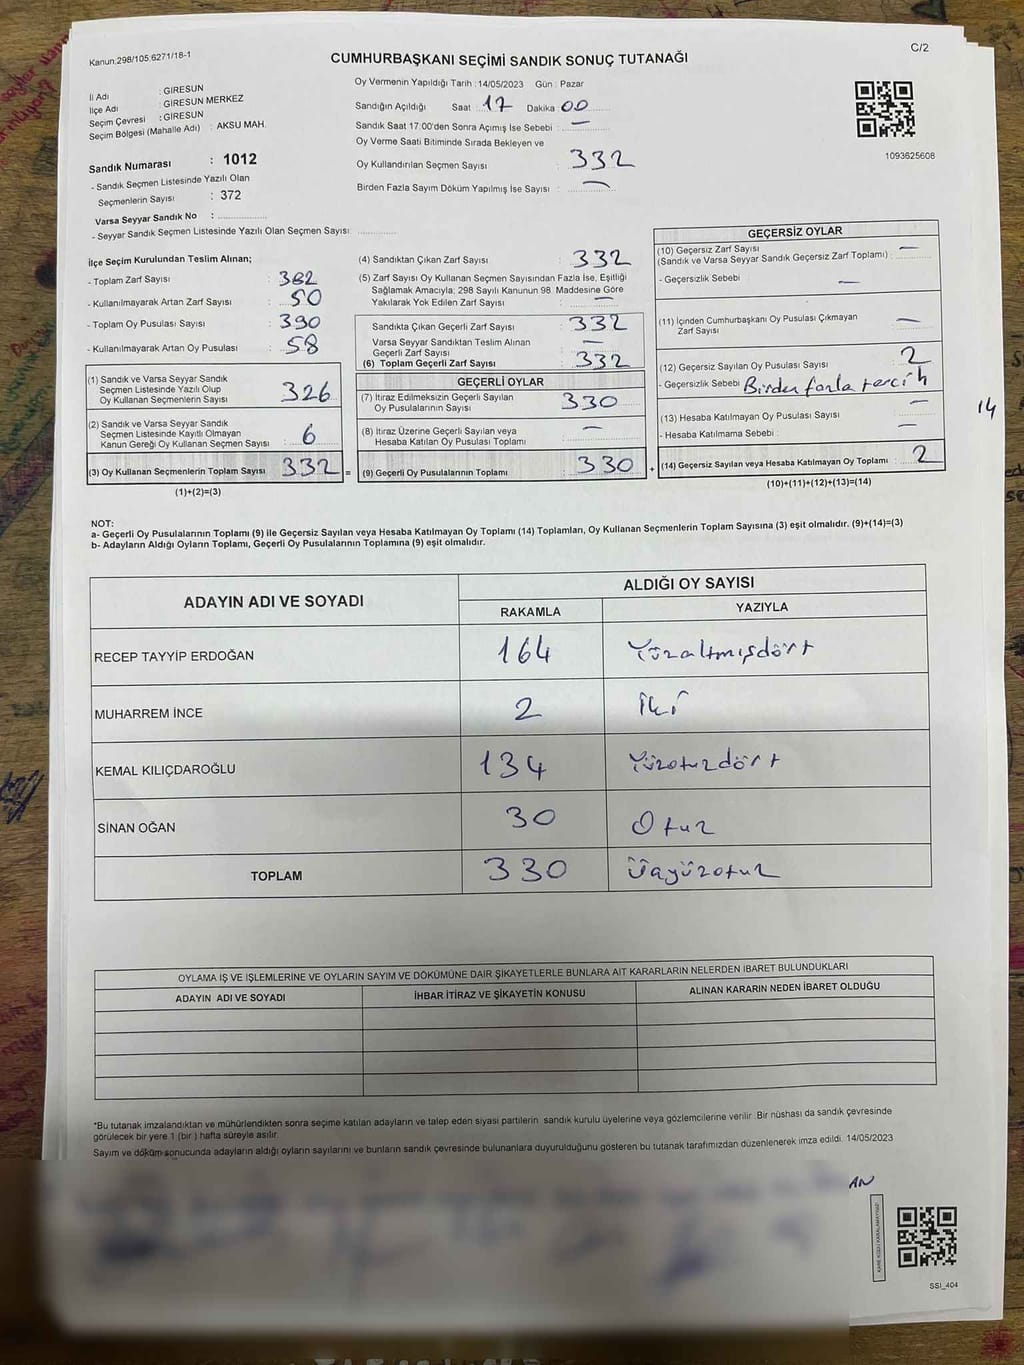 Kanun.298/105;6271/18-1
C/2
CUMHURBAŞKANI SEÇİMİ SANDIK SONUÇ TUTANAĞI
İl Adı : GİRESUN
İlçe Adı : GİRESUN MERKEZ
Seçim Çevresi : GİRESUN
Seçim Bölgesi (Mahalle Adı) : AKSU MAH.
Sandık Numarası : 1012
- Sandık Seçmen Listesinde Yazılı Olan
Seçmenlerin Sayısı : 372
Varsa Seyyar Sandık No :
- Seyyar Sandık Seçmen Listesinde Yazılı Olan Seçmen Sayısı:
Oy Vermenin Yapıldığı Tarih : 14/05/2023 Gün : Pazar
Sandığın Açıldığı Saat : 17 Dakika : 00
Sandık Saat 17:00'den Sonra Açımış İse Sebebi : —
Oy Verme Saati Bitiminde Sırada Bekleyen ve
Oy Kullandırılan Seçmen Sayısı : 332
Birden Fazla Sayım Döküm Yapılmış İse Sayısı : —
1093625608
İlçe Seçim Kurulundan Teslim Alınan;
- Toplam Zarf Sayısı : 382
- Kullanılmayarak Artan Zarf Sayısı : 50
- Toplam Oy Pusulası Sayısı : 390
- Kullanılmayarak Artan Oy Pusulası : 58
(1) Sandık ve Varsa Seyyar Sandık
Seçmen Listesinde Yazılı Olup
Oy Kullanan Seçmenlerin Sayısı : 326
(2) Sandık ve Varsa Seyyar Sandık
Seçmen Listesinde Kayıtlı Olmayan
Kanun Gereği Oy Kullanan Seçmen Sayısı : 6
(3) Oy Kullanan Seçmenlerin Toplam Sayısı : 332 =
(1)+(2)=(3)
(4) Sandıktan Çıkan Zarf Sayısı : 332
(5) Zarf Sayısı Oy Kullanan Seçmen Sayısından Fazla İse, Eşitliği
Sağlamak Amacıyla; 298 Sayılı Kanunun 98. Maddesine Göre
Yakılarak Yok Edilen Zarf Sayısı : —
Sandıkta Çıkan Geçerli Zarf Sayısı : 332
Varsa Seyyar Sandıktan Teslim Alınan
Geçerli Zarf Sayısı : —
(6) Toplam Geçerli Zarf Sayısı : 332
GEÇERLİ OYLAR
(7) İtiraz Edilmeksizin Geçerli Sayılan
Oy Pusulalarının Sayısı : 330
(8) İtiraz Üzerine Geçerli Sayılan veya
Hesaba Katılan Oy Pusulası Toplamı : —
(9) Geçerli Oy Pusulalarının Toplamı : 330 +
GEÇERSİZ OYLAR
(10) Geçersiz Zarf Sayısı —
(Sandık ve Varsa Seyyar Sandık Geçersiz Zarf Toplamı) :
- Geçersizlik Sebebi : —
(11) İçinden Cumhurbaşkanı Oy Pusulası Çıkmayan
Zarf Sayısı : —
(12) Geçersiz Sayılan Oy Pusulası Sayısı : 2
- Geçersizlik Sebebi : Birden fazla tercih
(13) Hesaba Katılmayan Oy Pusulası Sayısı : —
- Hesaba Katılmama Sebebi : —
(14) Geçersiz Sayılan veya Hesaba Katılmayan Oy Toplamı : 2
(10)+(11)+(12)+(13)=(14)
14
NOT:
a- Geçerli Oy Pusulalarının Toplamı (9) ile Geçersiz Sayılan veya Hesaba Katılmayan Oy Toplamı (14) Toplamları, Oy Kullanan Seçmenlerin Toplam Sayısına (3) eşit olmalıdır. (9)+(14)=(3)
b- Adayların Aldığı Oyların Toplamı, Geçerli Oy Pusulalarının Toplamına (9) eşit olmalıdır.
ADAYIN ADI VE SOYADI ALDIĞI OY SAYISI
RAKAMLA YAZIYLA
RECEP TAYYİP ERDOĞAN 164 Yüzaltmışdört
MUHARREM İNCE 2 İki
KEMAL KILIÇDAROĞLU 134 Yüzotuzdört
SİNAN OĞAN 30 Otuz
TOPLAM 330 Üçyüzotuz
OYLAMA İŞ VE İŞLEMLERİNE VE OYLARIN SAYIM VE DÖKÜMÜNE DAİR ŞİKAYETLERLE BUNLARA AİT KARARLARIN NELERDEN İBARET BULUNDUKLARI
ADAYIN ADI VE SOYADI İHBAR İTİRAZ VE ŞİKAYETİN KONUSU ALINAN KARARIN NEDEN İBARET OLDUĞU
*Bu tutanak imzalandıktan ve mühürlendikten sonra seçime katılan adayların ve talep eden siyasi partilerin sandık kurulu üyelerine veya gözlemcilerine verilir. Bir nüshası da sandık çevresinde
görülecek bir yere 1 (bir) hafta süreyle asılır.
Sayım ve döküm sonucunda adayların aldığı oyların sayılarını ve bunların sandık çevresinde bulunanlara duyurulduğunu gösteren bu tutanak tarafımızdan düzenlenerek imza edildi. 14/05/2023
AN
KARE KODU KARALAMAYINIZ!
SSI_404